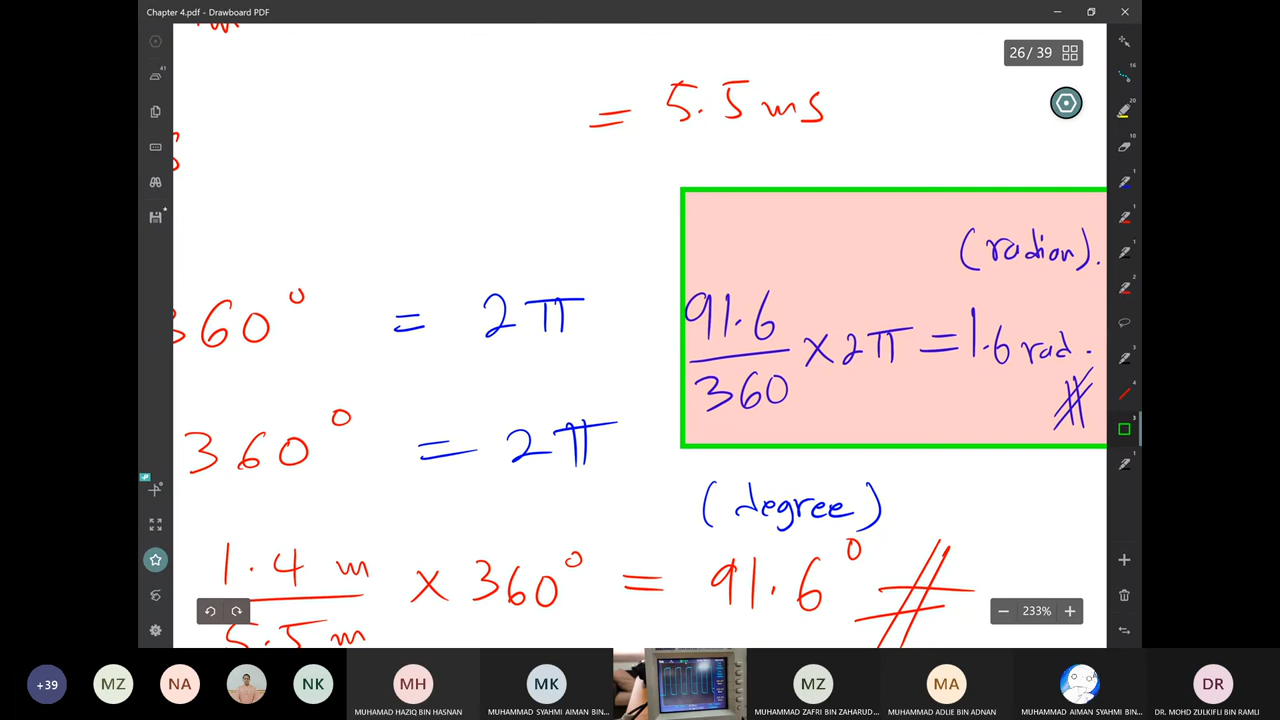 Chapter 4.pdf - Drawboard PDF
26 / 39
= 5.5 ms
(radian).
360° = 2π
91.6
360
× 2π = 1.6 rad.
360° = 2π
(degree)
1.4 m
5.5 m
× 360° = 91.6°
233%
+39
MZ
NA
NK
MH
MUHAMAD HAZIQ BIN HASNAN
MK
MUHAMMAD SYAHMI AIMAN BIN...
MZ
MUHAMMAD ZAFRI BIN ZAHARUD...
MA
MUHAMMAD ADLIE BIN ADNAN
MUHAMMAD AIMAN SYAHMI BIN...
DR
DR. MOHD ZULKIFLI BIN RAMLI